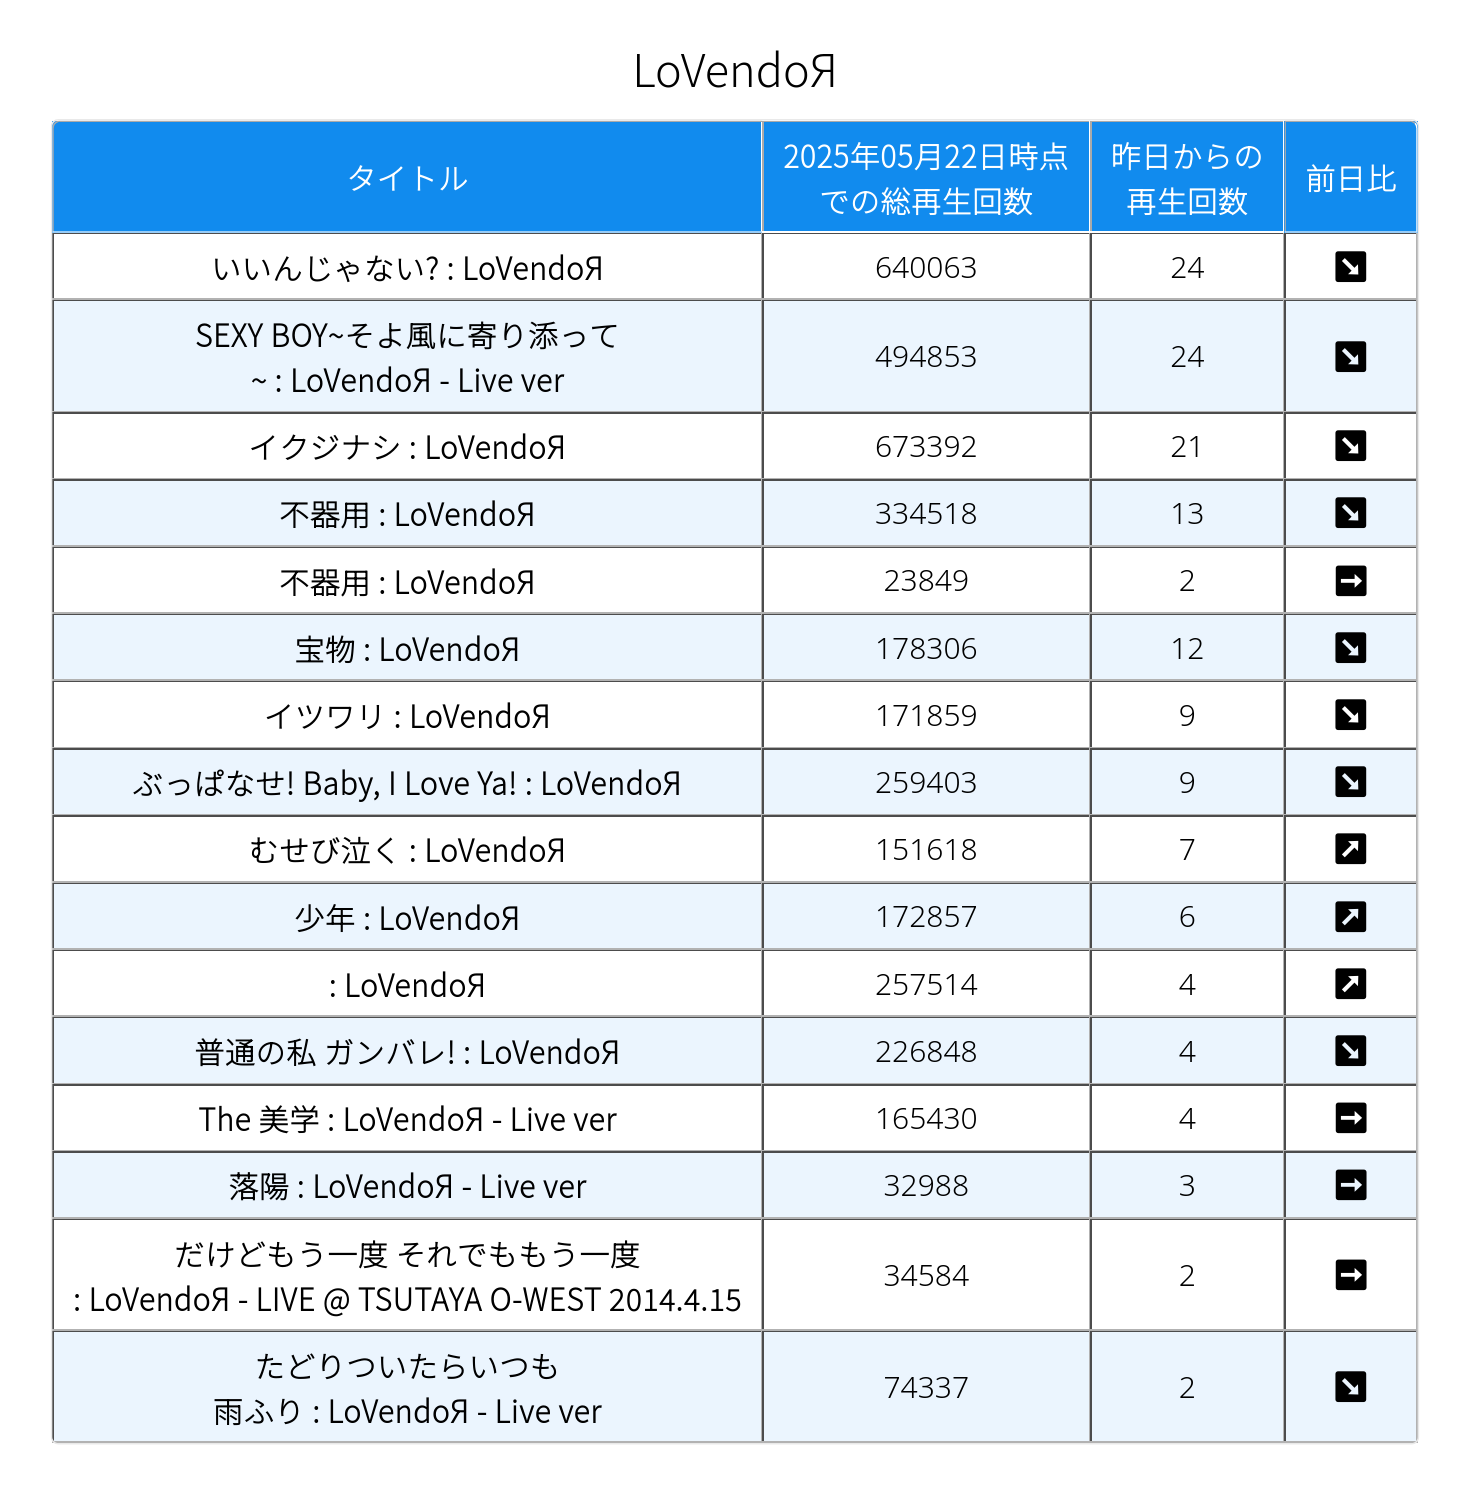 LoVendoЯ
タイトル
2025年05月22日時点
での総再生回数
昨日からの
再生回数
前日比
いいんじゃない? : LoVendoЯ
640063
24
SEXY BOY~そよ風に寄り添って
~ : LoVendoЯ - Live ver
494853
24
イクジナシ : LoVendoЯ
673392
21
不器用 : LoVendoЯ
334518
13
不器用 : LoVendoЯ
23849
2
宝物 : LoVendoЯ
178306
12
イツワリ : LoVendoЯ
171859
9
ぶっぱなせ! Baby, I Love Ya! : LoVendoЯ
259403
9
むせび泣く : LoVendoЯ
151618
7
少年 : LoVendoЯ
172857
6
: LoVendoЯ
257514
4
普通の私 ガンバレ! : LoVendoЯ
226848
4
The 美学 : LoVendoЯ - Live ver
165430
4
落陽 : LoVendoЯ - Live ver
32988
3
だけどもう一度 それでももう一度
: LoVendoЯ - LIVE @ TSUTAYA O-WEST 2014.4.15
34584
2
たどりついたらいつも
雨ふり : LoVendoЯ - Live ver
74337
2